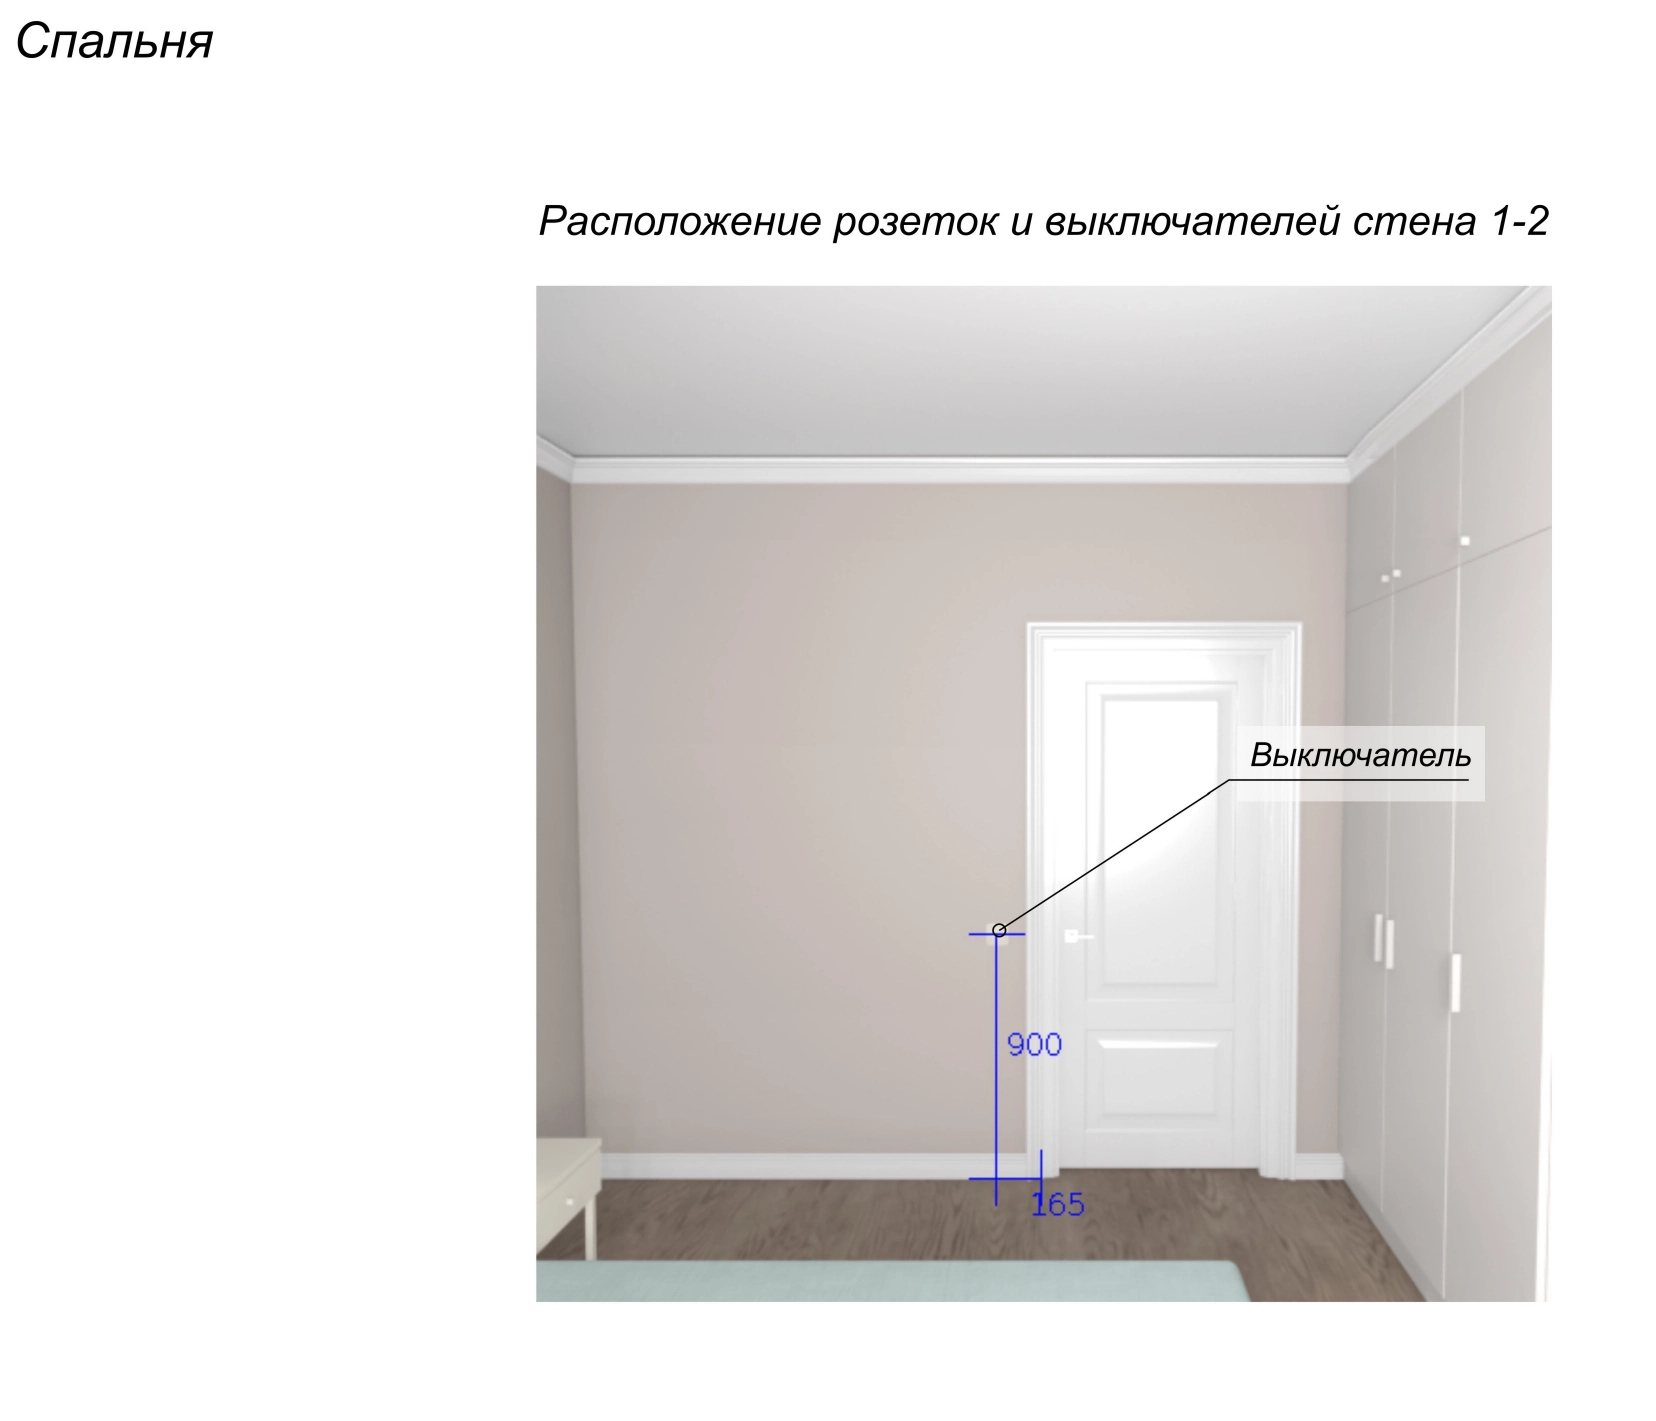 Спальня
Расположение розеток и выключателей стена 1-2
Выключатель
900
165